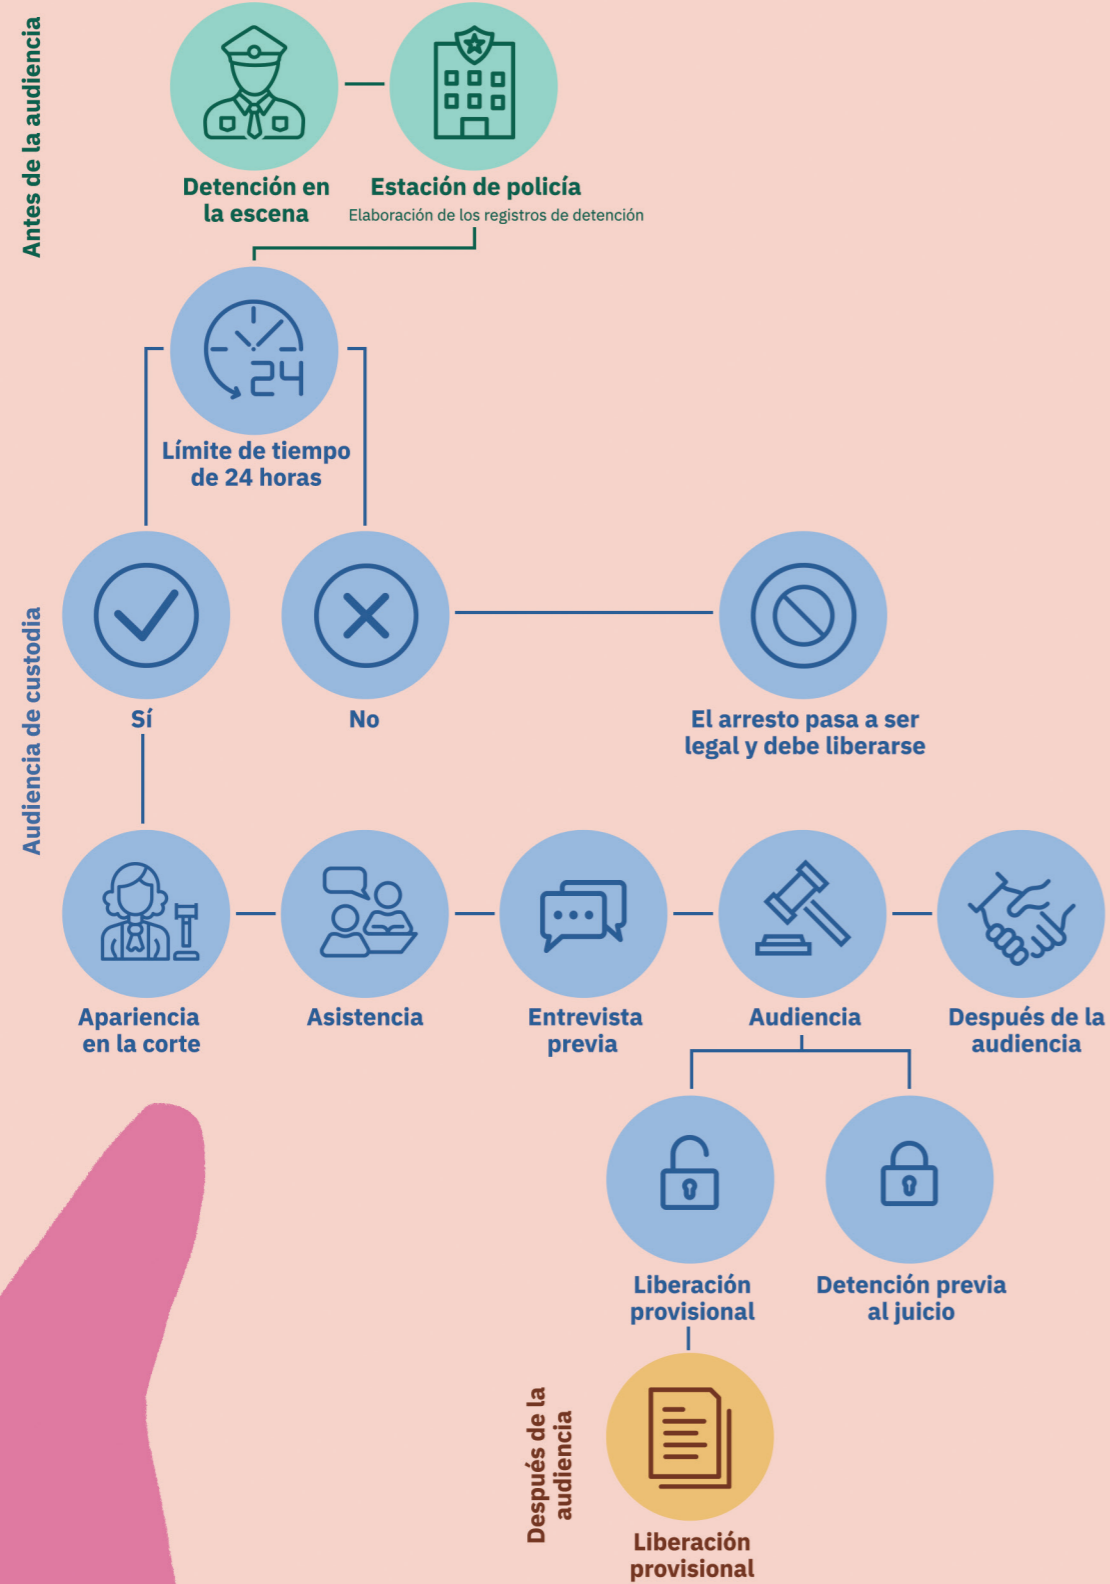 Antes de la audiencia
Detención en
la escena
Estación de policía
Elaboración de los registros de detención
24
Límite de tiempo
de 24 horas
Audiencia de custodia
Sí
No
El arresto pasa a ser
legal y debe liberarse
Apariencia
en la corte
Asistencia
Entrevista
previa
Audiencia
Después de la
audiencia
Liberación
provisional
Detención previa
al juicio
Después de la
audiencia
Liberación
provisional